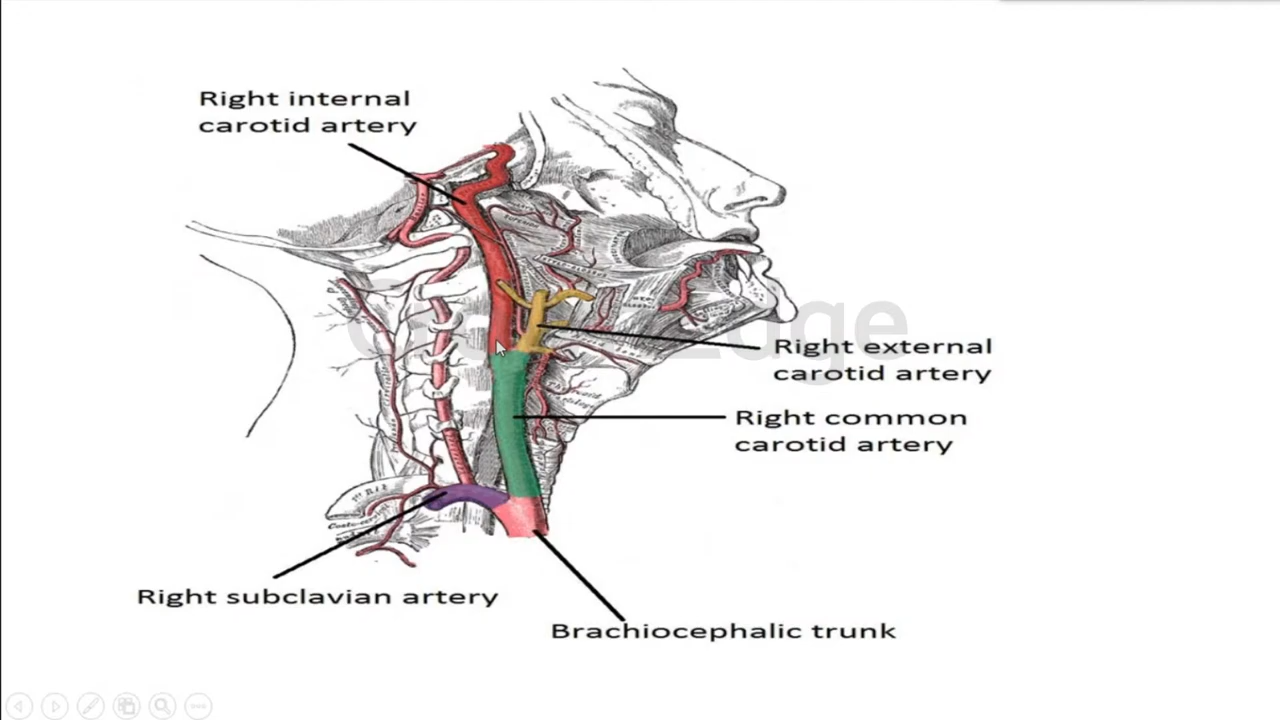 Right internal
carotid artery
Right external
carotid artery
Right common
carotid artery
Right subclavian artery
Brachiocephalic trunk